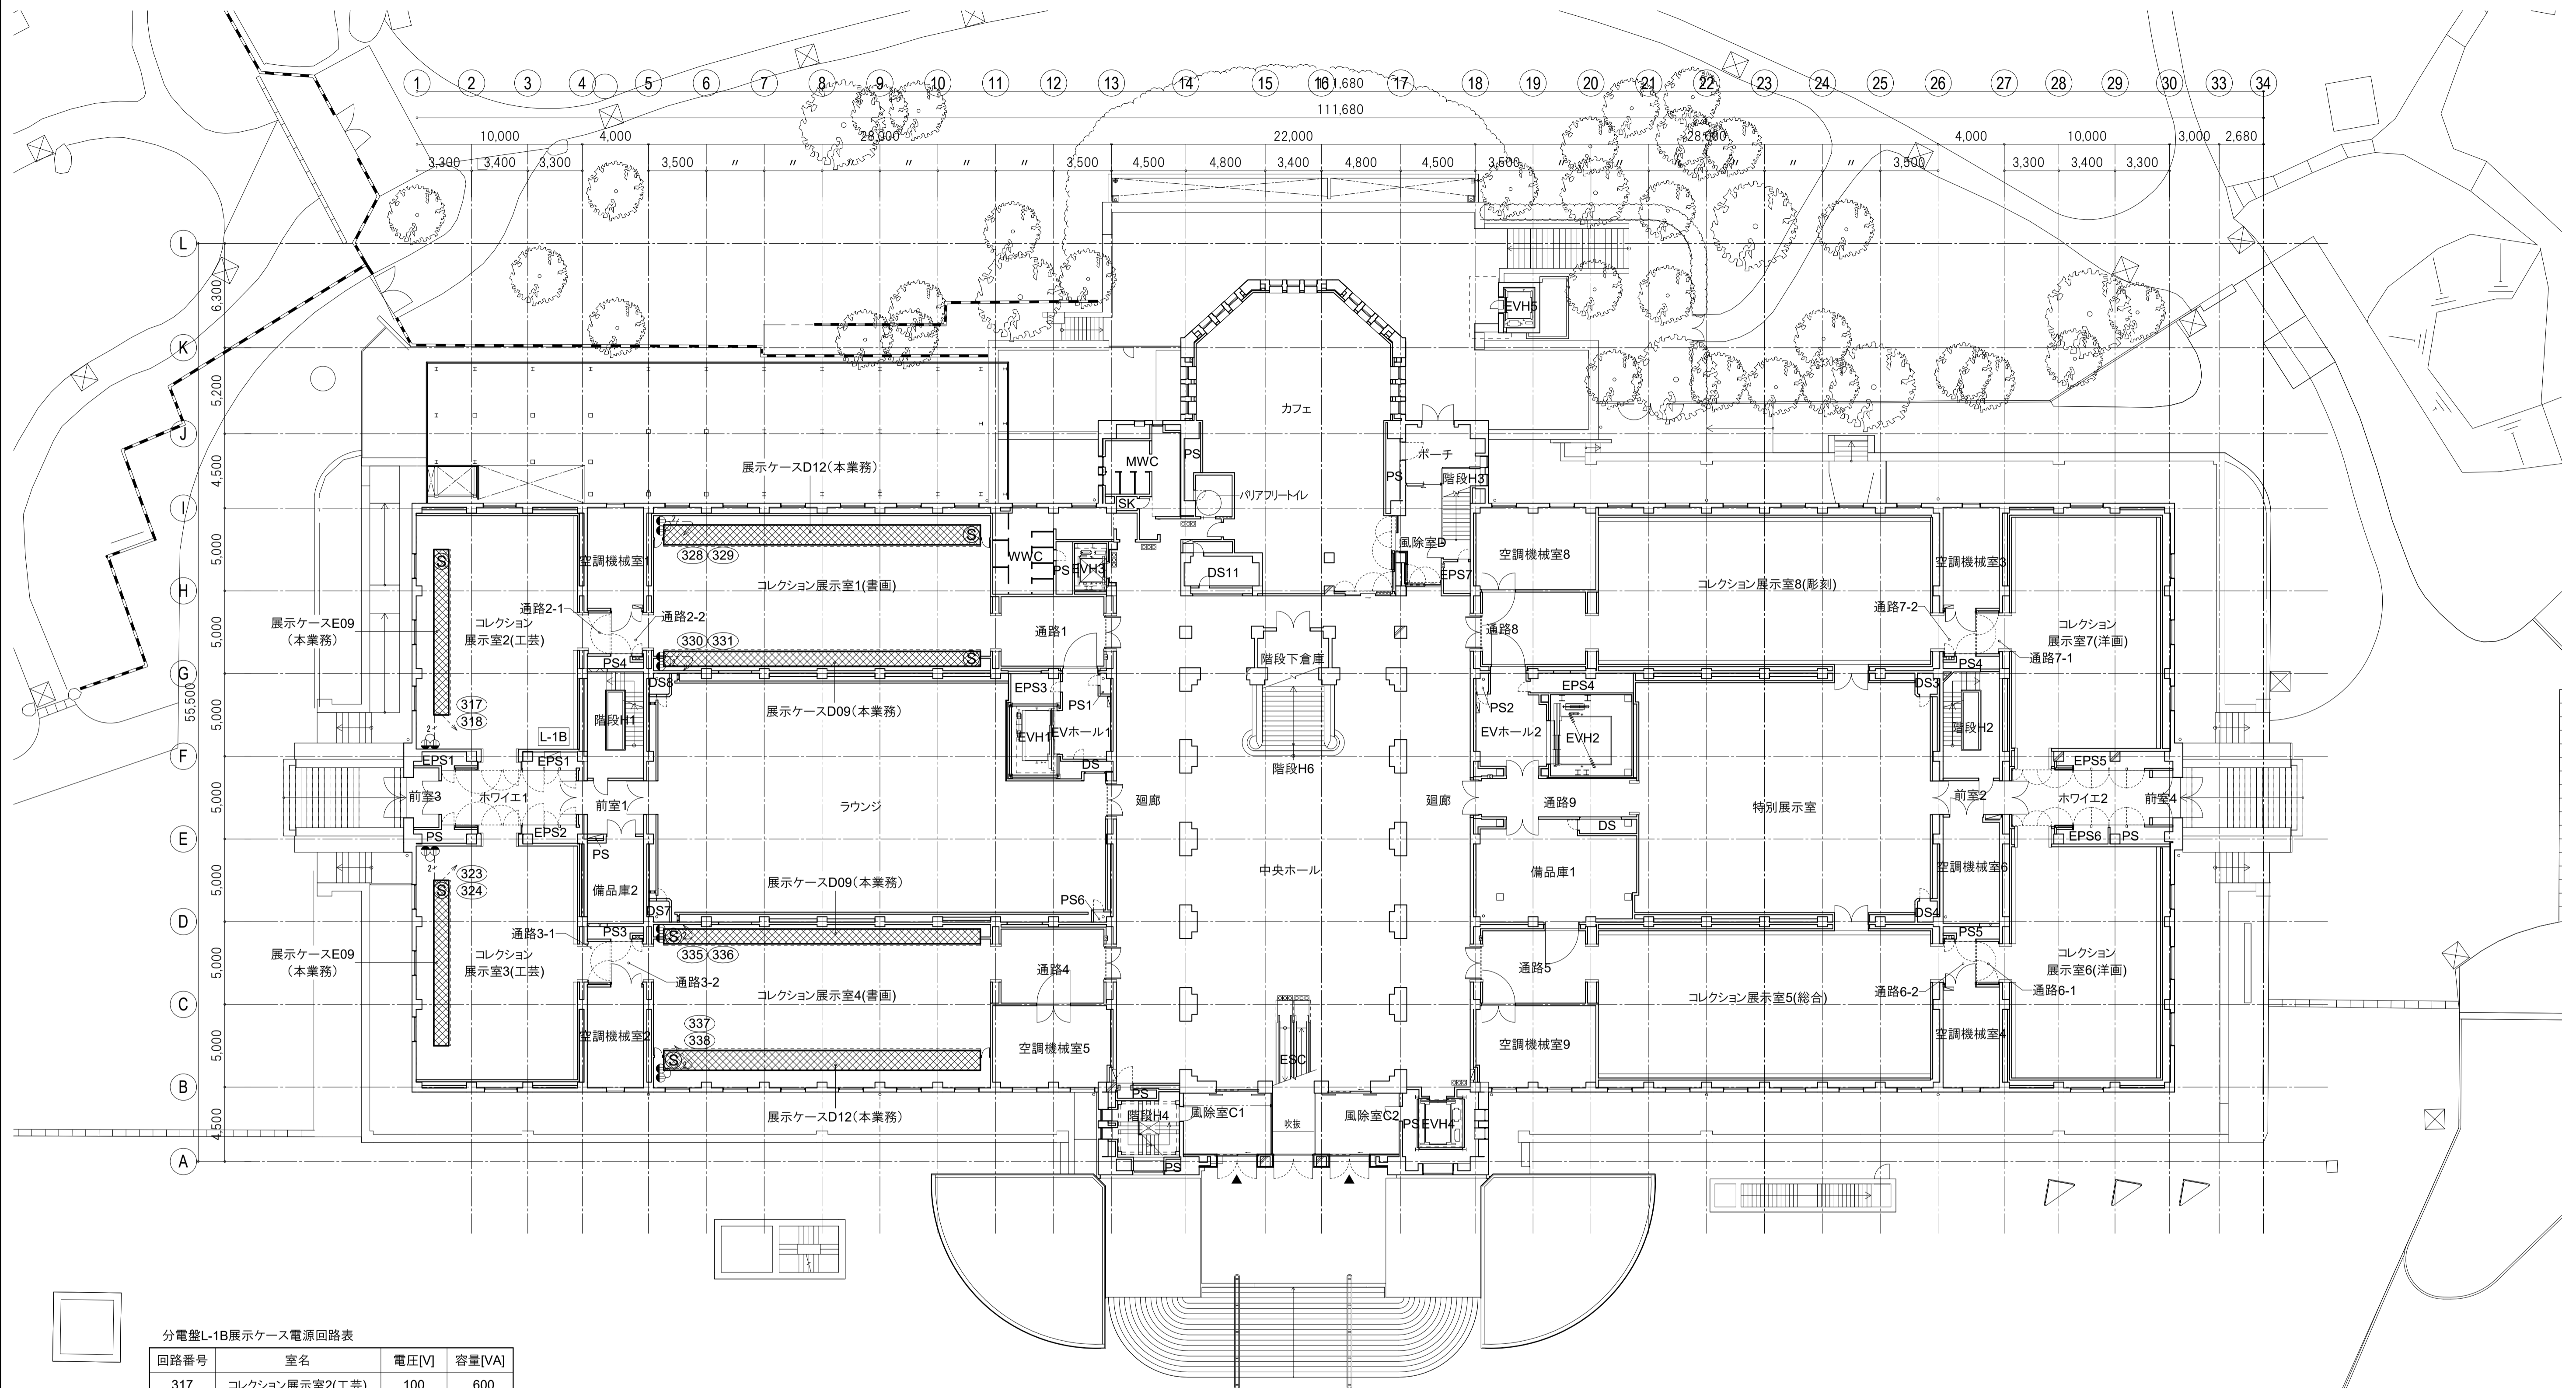 1 2 3 4 5 6 7 8 9 10 11 12 13 14 15 16 17 18 19 20 21 22 23 24 25 26 27 28 29 30 33 34
111,680
111,680
10,000 4,000 28,000 22,000 28,000 4,000 10,000 3,000 2,680
3,300 3,400 3,300 3,500 〃 〃 〃 〃 〃 〃 3,500 4,500 4,800 3,400 4,800 4,500 3,500 〃 〃 〃 〃 〃 〃 3,500 3,300 3,400 3,300
L
6,300
EVH5
K
5,200
カフェ
J
4,500
展示ケースD12(本業務)
MWC
PS
PS
ポーチ
階段H3
バリアフリートイレ
SK
I
5,000
S
2
328 329
S
空調機械室1
WWC
PS
EVH3
DS11
風除室D
EPS7
空調機械室8
空調機械室3
コレクション展示室1(書画)
コレクション展示室8(彫刻)
H
5,000
展示ケースE09
(本業務)
通路2-1
コレクション
展示室2(工芸)
通路2-2
330 331
通路1
通路8
通路7-2
コレクション
展示室7(洋画)
階段下倉庫
PS4
2
S
通路7-1
PS4
G
5,000
55,500
DS8
EPS3
PS1
EPS4
PS2
DS3
317
318
2
L-1B
階段H1
展示ケースD09(本業務)
EVH1
EVホール1
EVホール2
EVH2
階段H2
F
EPS1
EPS1
DS
階段H6
EPS5
5,000
前室3
ホワイエ1
前室1
ラウンジ
廻廊
廻廊
通路9
特別展示室
前室2
ホワイエ2
前室4
E
PS
EPS2
PS
DS
EPS6
PS
5,000
2
323
324
S
備品庫2
展示ケースD09(本業務)
中央ホール
備品庫1
空調機械室6
DS7
PS6
DS4
D
5,000
展示ケースE09
(本業務)
通路3-1
PS3
S
335 336
コレクション
展示室3(工芸)
通路3-2
通路4
通路5
PS5
コレクション
展示室6(洋画)
コレクション展示室4(書画)
コレクション展示室5(総合)
通路6-2
通路6-1
C
5,000
337
338
空調機械室2
S
2
空調機械室5
ESC
空調機械室9
空調機械室4
B
4,500
展示ケースD12(本業務)
PS
階段H4
風除室C1
吹抜
風除室C2
PS
EVH4
A
PS
分電盤L-1B展示ケース電源回路表
回路番号 室名 電圧[V] 容量[VA]
317 コレクション展示室2(工芸) 100 600